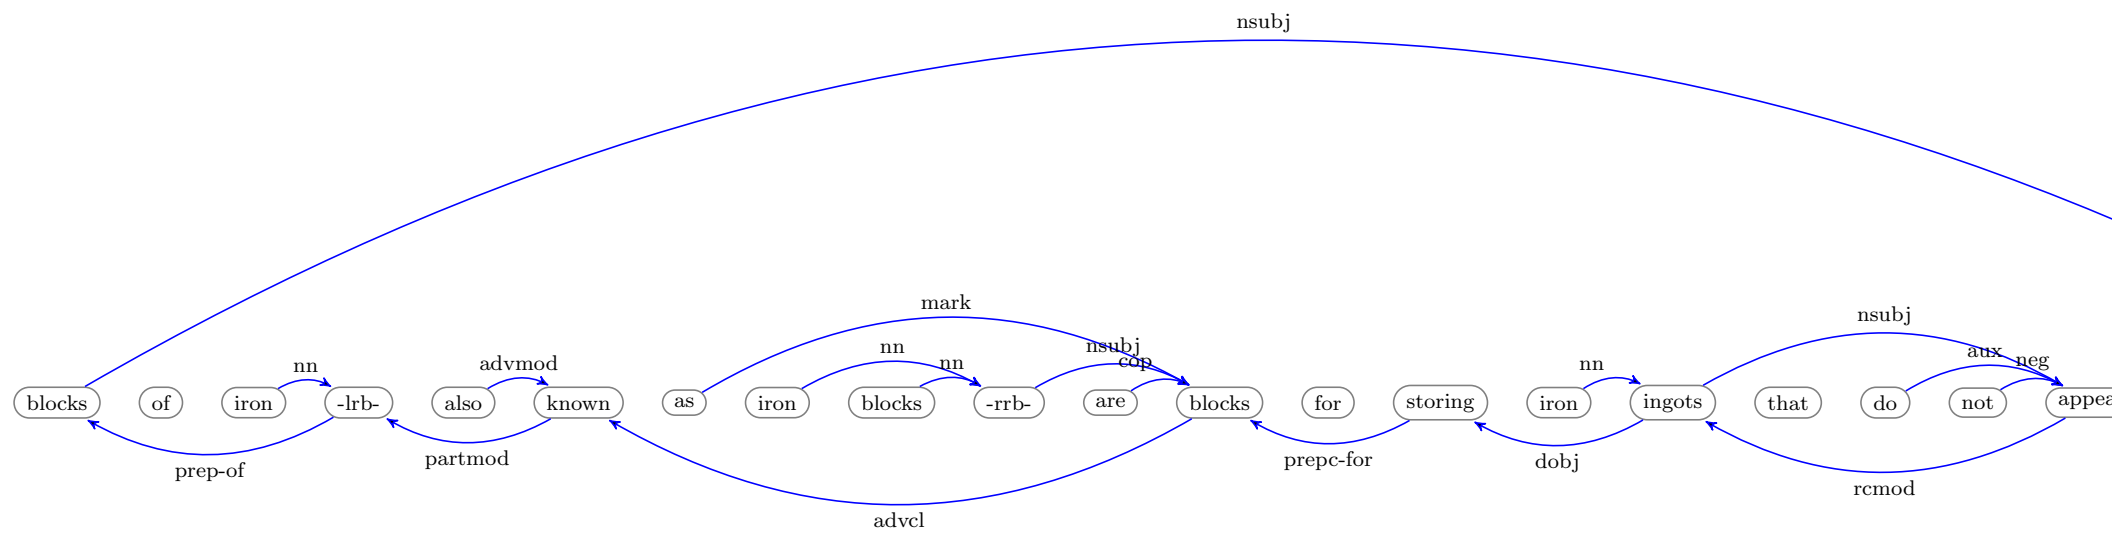 nsubj
mark
nsubj
nn nn nsubj cop aux neg
nn advmod nn
blocks of iron -lrb- also known as iron blocks -rrb- are blocks for storing iron ingots that do not
prep-of partmod prepc-for dobj
rcmod
advcl